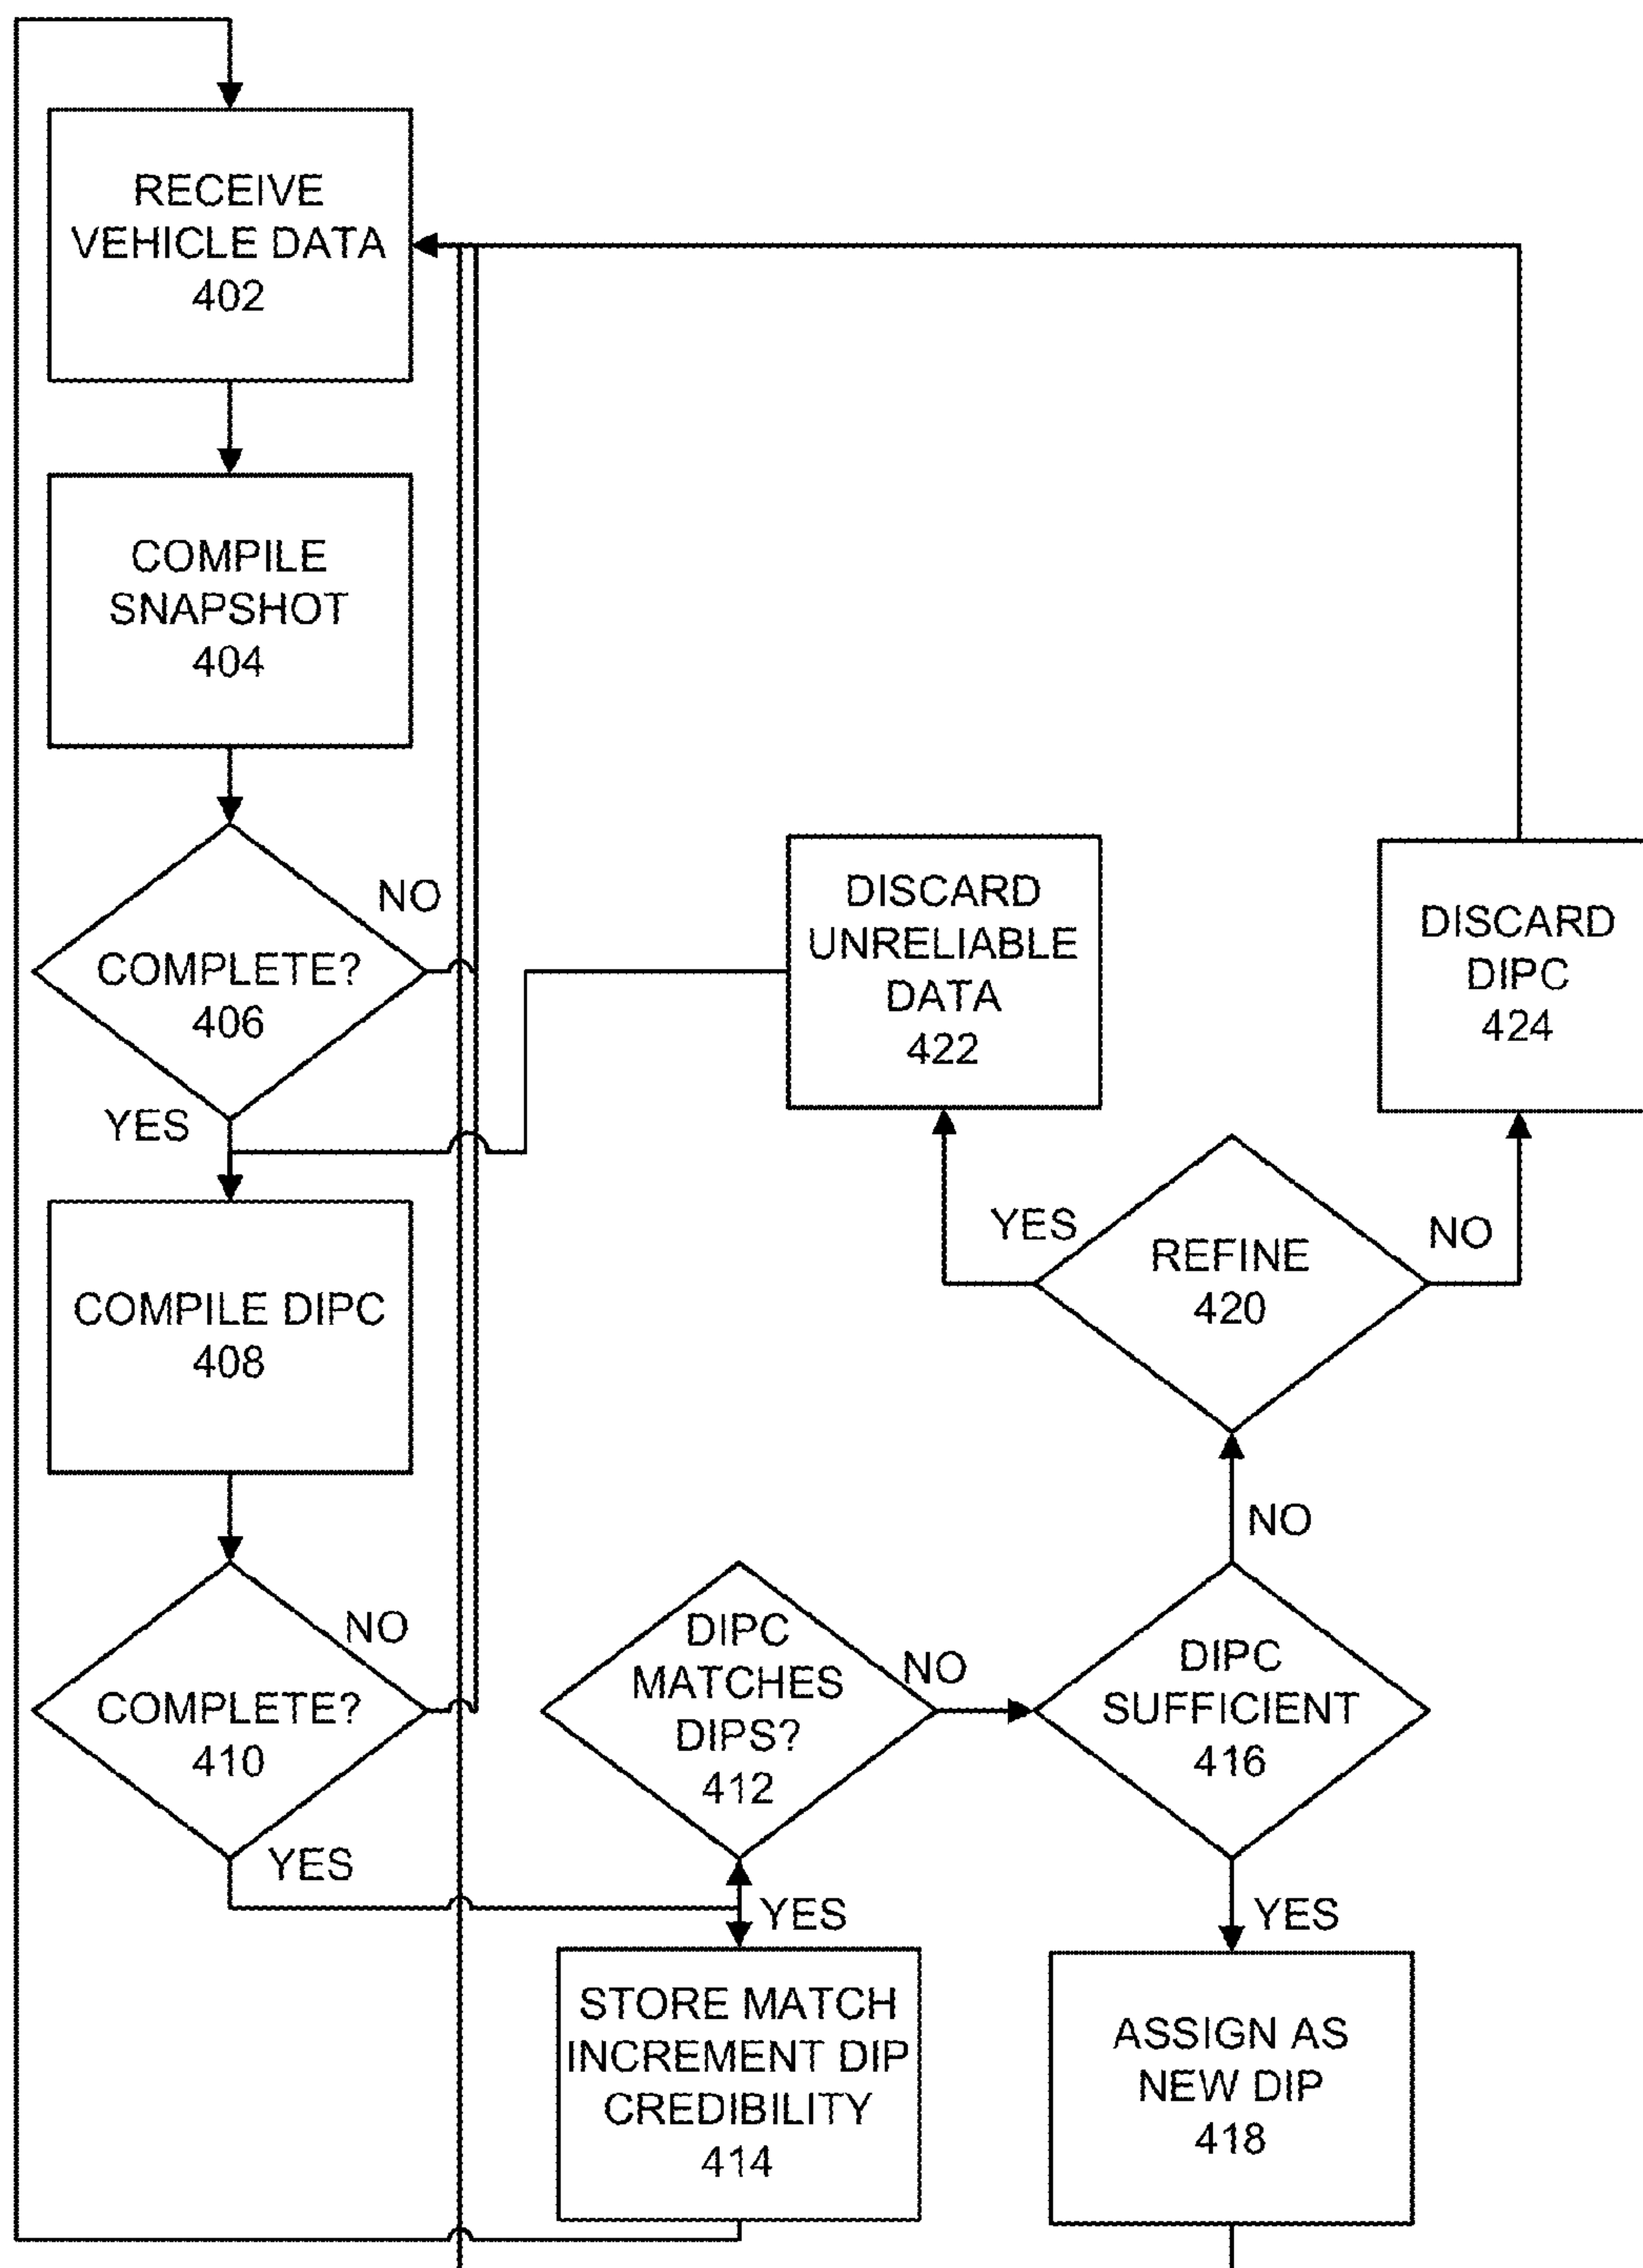 RECEIVE
VEHICLE DATA
402
COMPILE
SNAPSHOT
404
NO
COMPLETE?
406
YES
COMPILE DIPC
408
NO
COMPLETE?
410
YES
DIPC
MATCHES
DIPS?
412
NO
YES
STORE MATCH
INCREMENT DIP
CREDIBILITY
414
DIPC
SUFFICIENT
416
NO
YES
ASSIGN AS
NEW DIP
418
REFINE
420
YES
NO
DISCARD
UNRELIABLE
DATA
422
DISCARD
DIPC
424